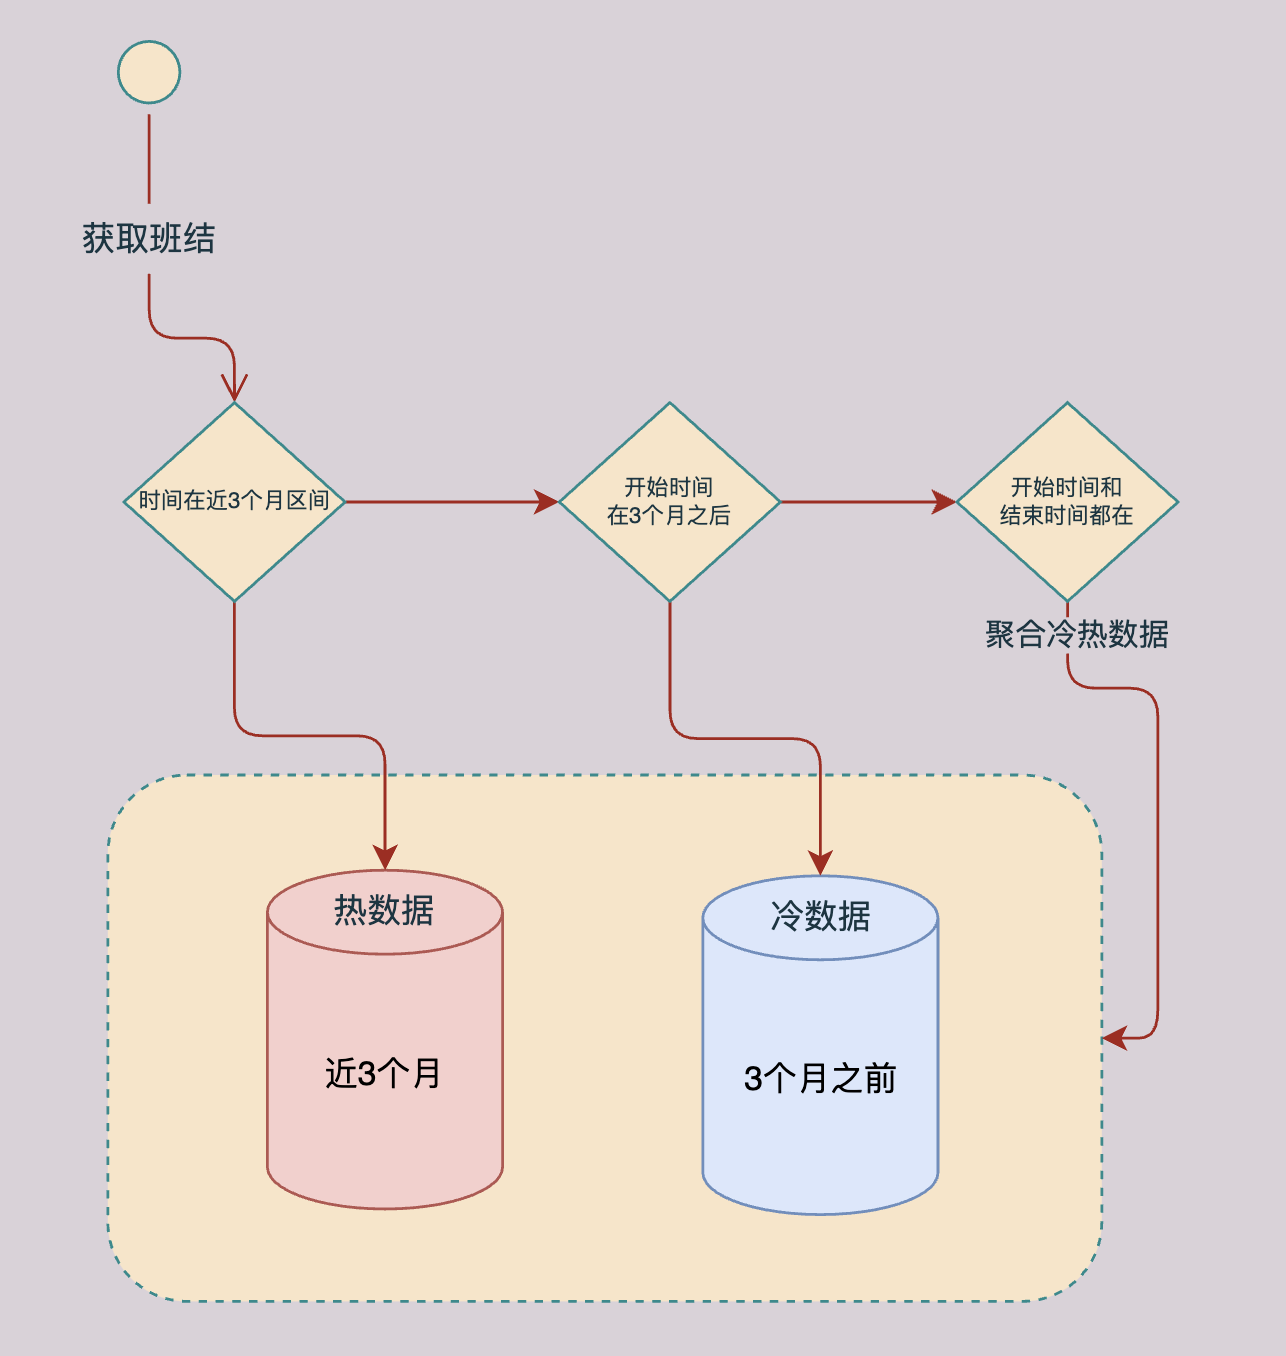 获取班结
时间在近3个月区间
开始时间
在3个月之后
开始时间和
结束时间都在
聚合冷热数据
热数据
冷数据
近3个月
3个月之前